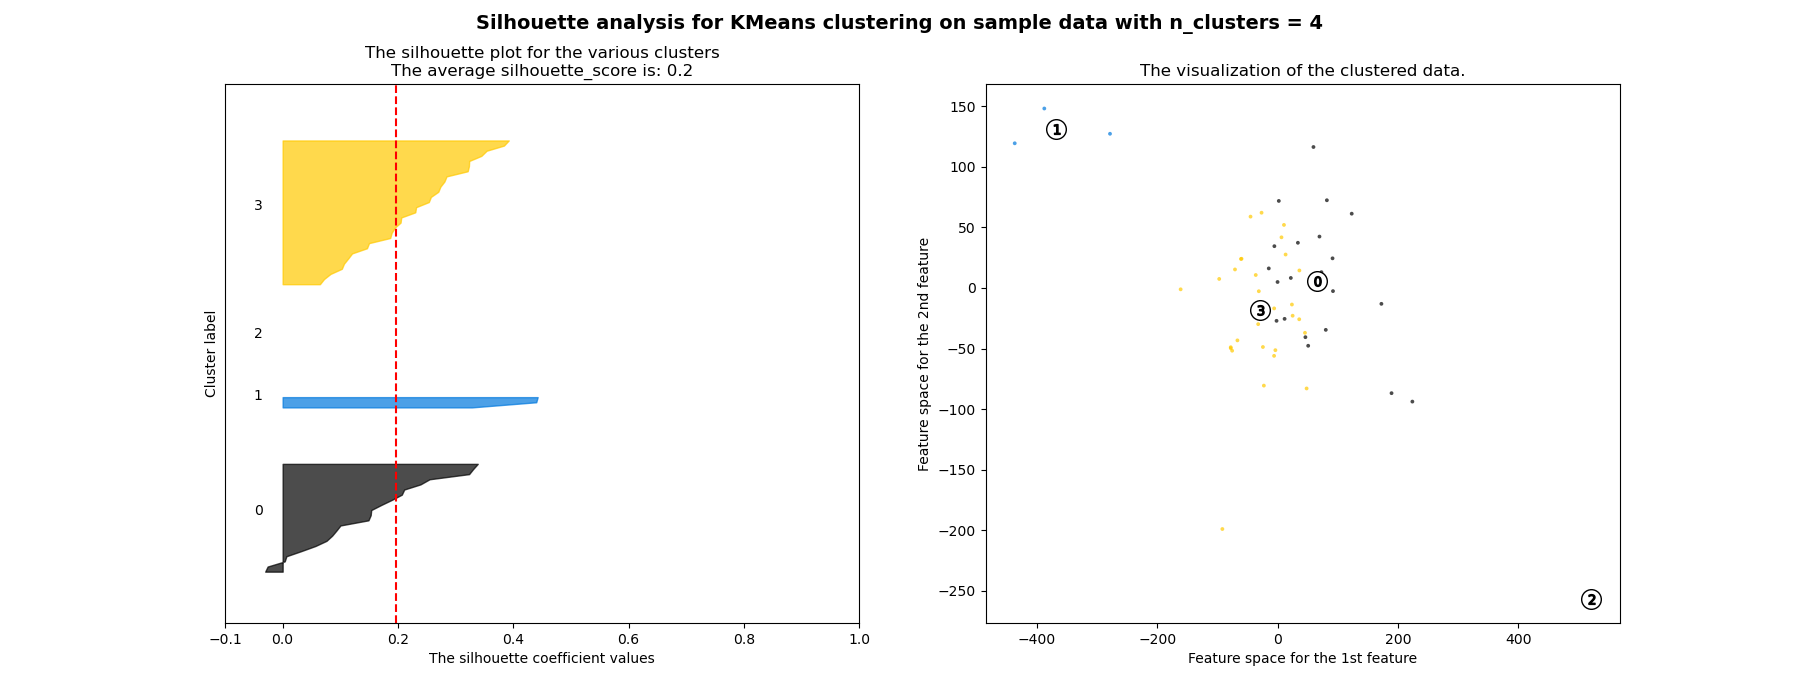 Silhouette analysis for KMeans clustering on sample data with n_clusters = 4
The silhouette plot for the various clusters
The average silhouette_score is: 0.2
3
2
1
0
Cluster label
−0.1 0.0 0.2 0.4 0.6 0.8 1.0
The silhouette coefficient values
The visualization of the clustered data.
150
100
50
0
−50
−100
−150
−200
−250
Feature space for the 2nd feature
1
0
3
2
−400 −200 0 200 400
Feature space for the 1st feature